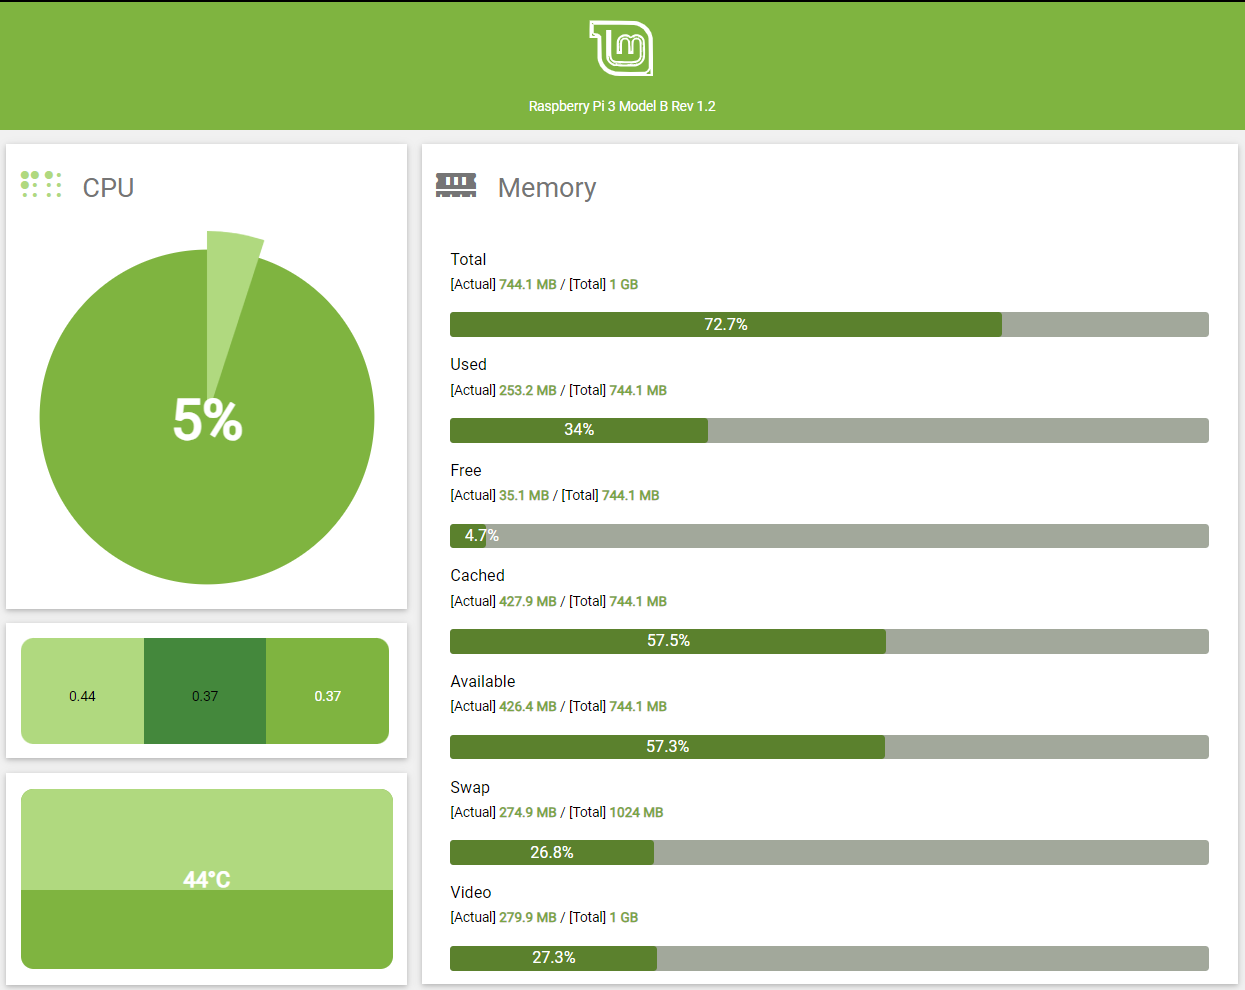 Raspberry Pi 3 Model B Rev 1.2
CPU
5%
0.44 0.37 0.37
44°C
Memory
Total
[Actual] 744.1 MB / [Total] 1 GB
72.7%
Used
[Actual] 253.2 MB / [Total] 744.1 MB
34%
Free
[Actual] 35.1 MB / [Total] 744.1 MB
4.7%
Cached
[Actual] 427.9 MB / [Total] 744.1 MB
57.5%
Available
[Actual] 426.4 MB / [Total] 744.1 MB
57.3%
Swap
[Actual] 274.9 MB / [Total] 1024 MB
26.8%
Video
[Actual] 279.9 MB / [Total] 1 GB
27.3%